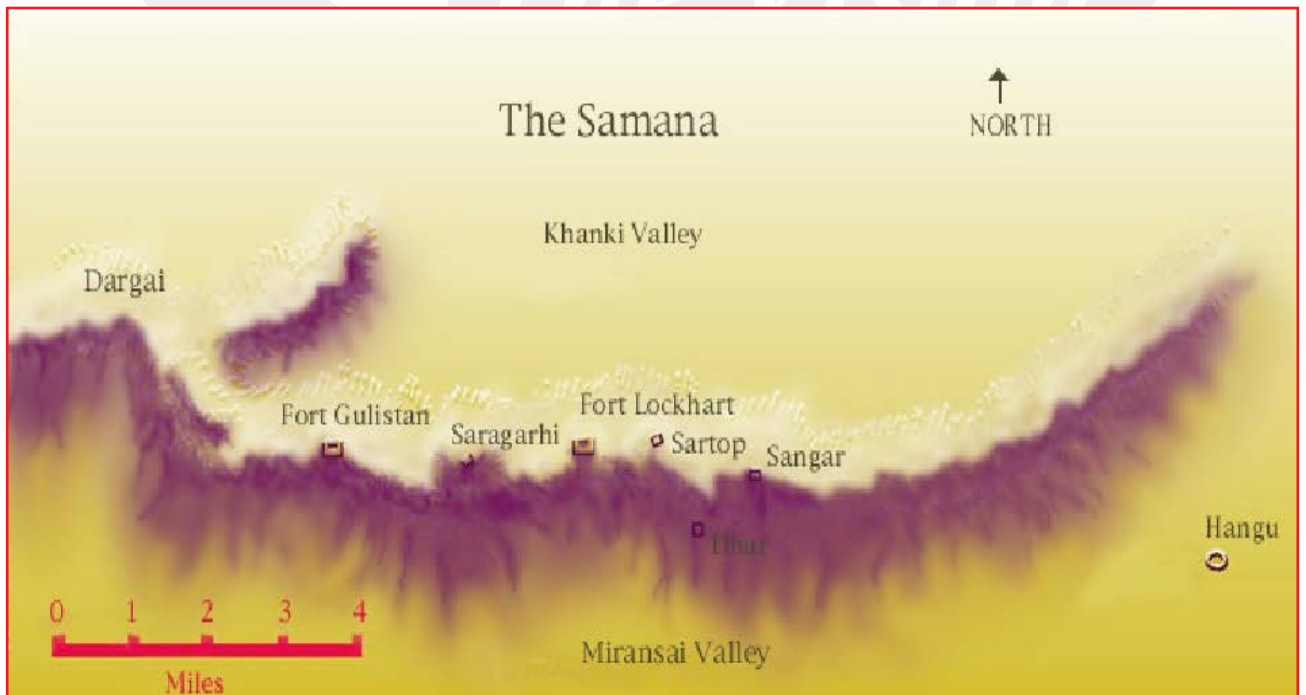 The Samana
NORTH
Khanki Valley
Dargai
Fort Gulistan
Fort Lockhart
Saragarhi
Sartop
Sangar
Hangu
0 1 2 3 4
Miles
Miransai Valley